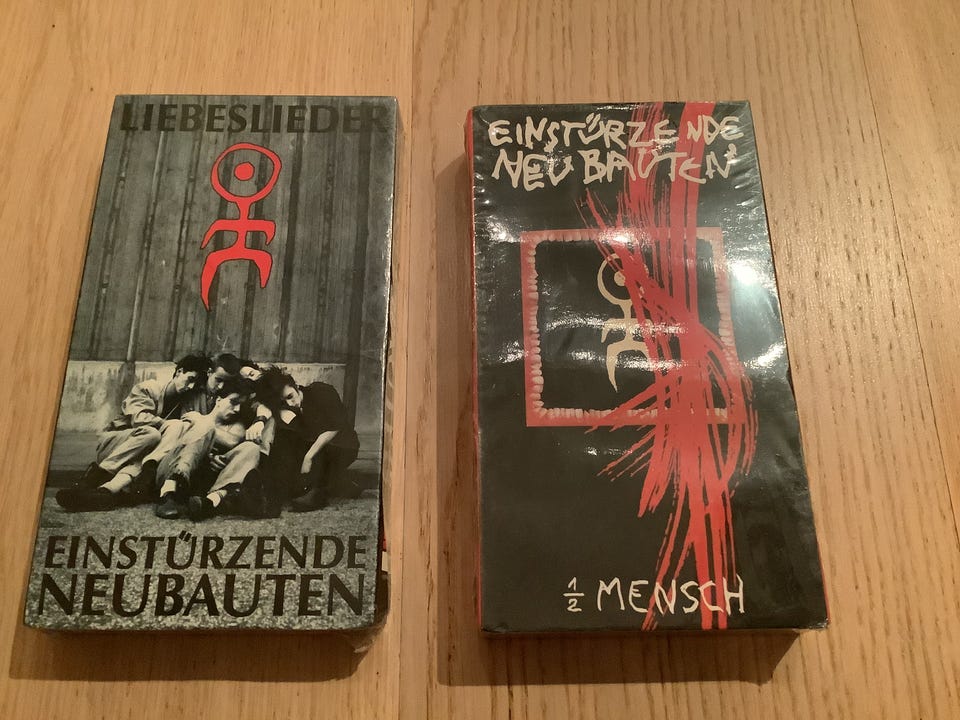 LIEBESLIEDER
EINSTÜRZENDE
NEUBAUTEN
EINSTÜRZENDE
NEUBAUTEN
1/2 MENSCH